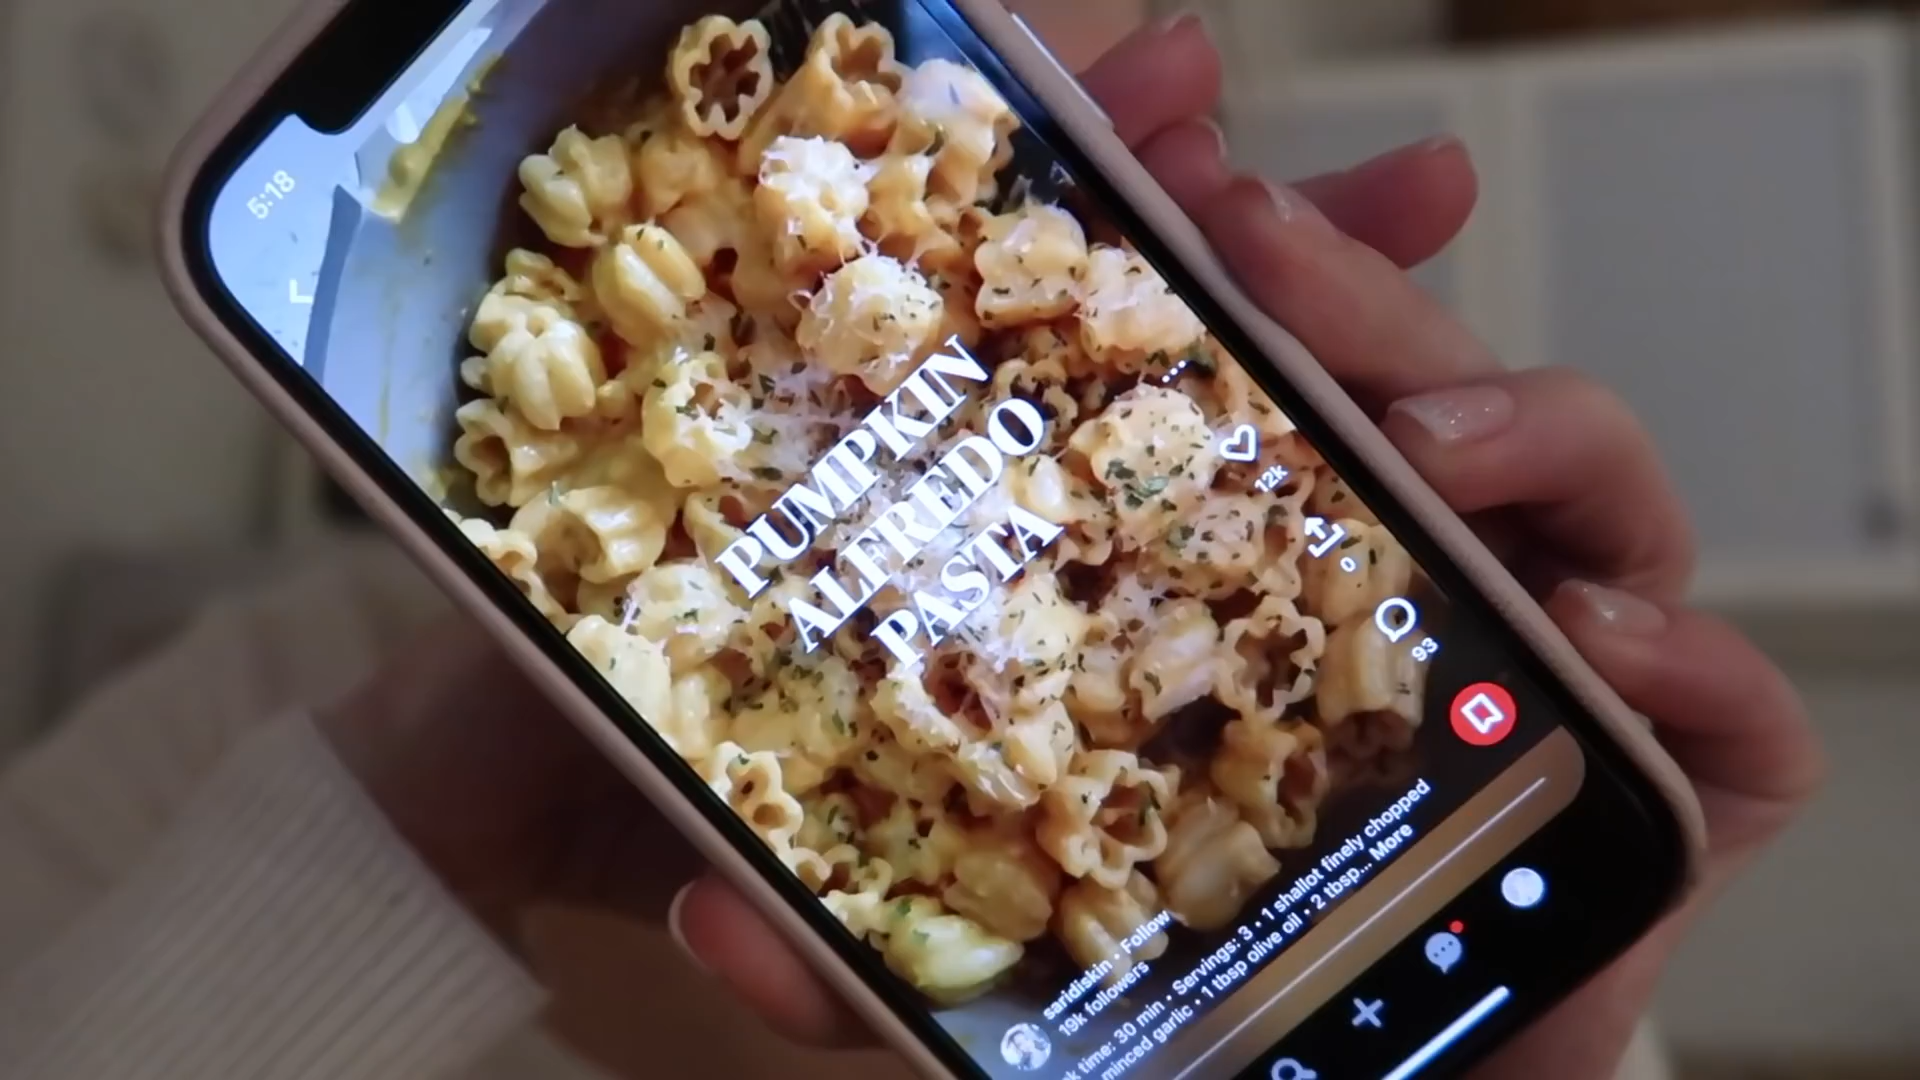 5:18
PUMPKIN
ALFREDO
PASTA
12k
0
93
saridiskin • Follow
19k followers
time: 30 min • Servings: 3 • 1 shallot finely chopped
minced garlic • 1 tbsp olive oil • 2 tbsp... More